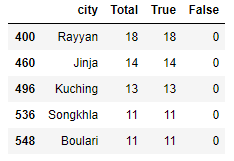 city Total True False
400 Rayyan 18 18 0
460 Jinja 14 14 0
496 Kuching 13 13 0
536 Songkhla 11 11 0
548 Boulari 11 11 0